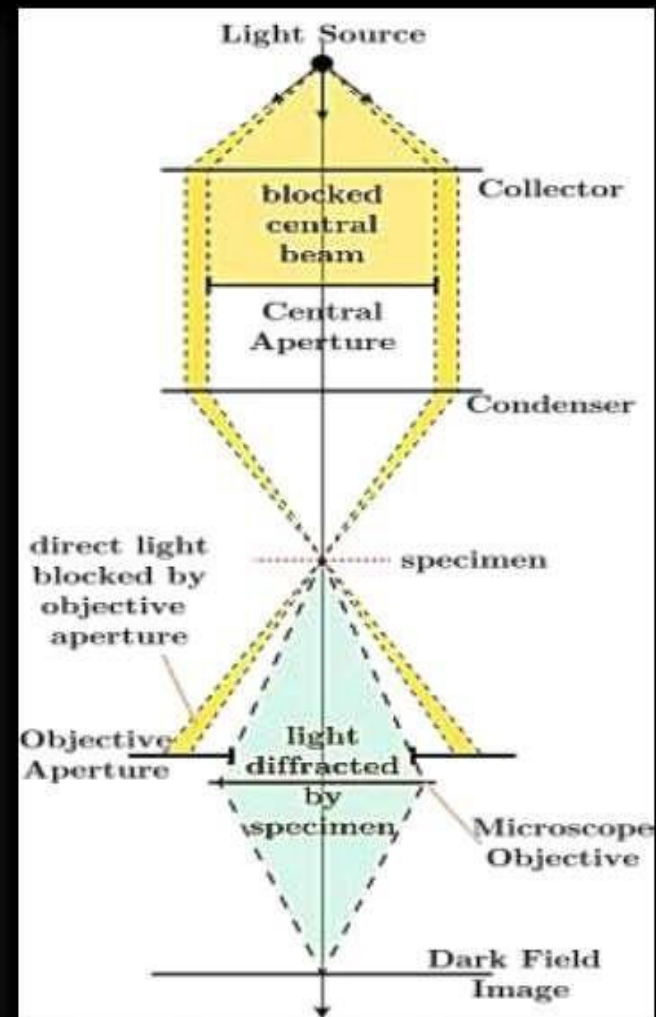 Light Source
Collector
blocked
central
beam
Central
Aperture
Condenser
direct light
blocked by
objective
aperture
specimen
Objective
Aperture
light
diffracted
by
specimen
Microscope
Objective
Dark Field
Image